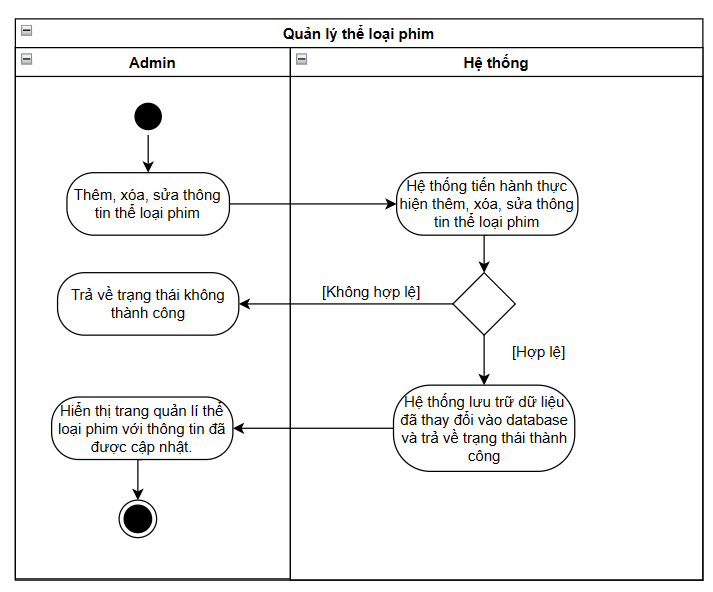 Quản lý thể loại phim
Admin
Hệ thống
Thêm, xóa, sửa thông
tin thể loại phim
Hệ thống tiến hành thực
hiện thêm, xóa, sửa thông
tin thể loại phim
Trả về trạng thái không
thành công
[Không hợp lệ]
[Hợp lệ]
Hiển thị trang quản lí thể
loại phim với thông tin đã
được cập nhật.
Hệ thống lưu trữ dữ liệu
đã thay đổi vào database
và trả về trạng thái thành
công